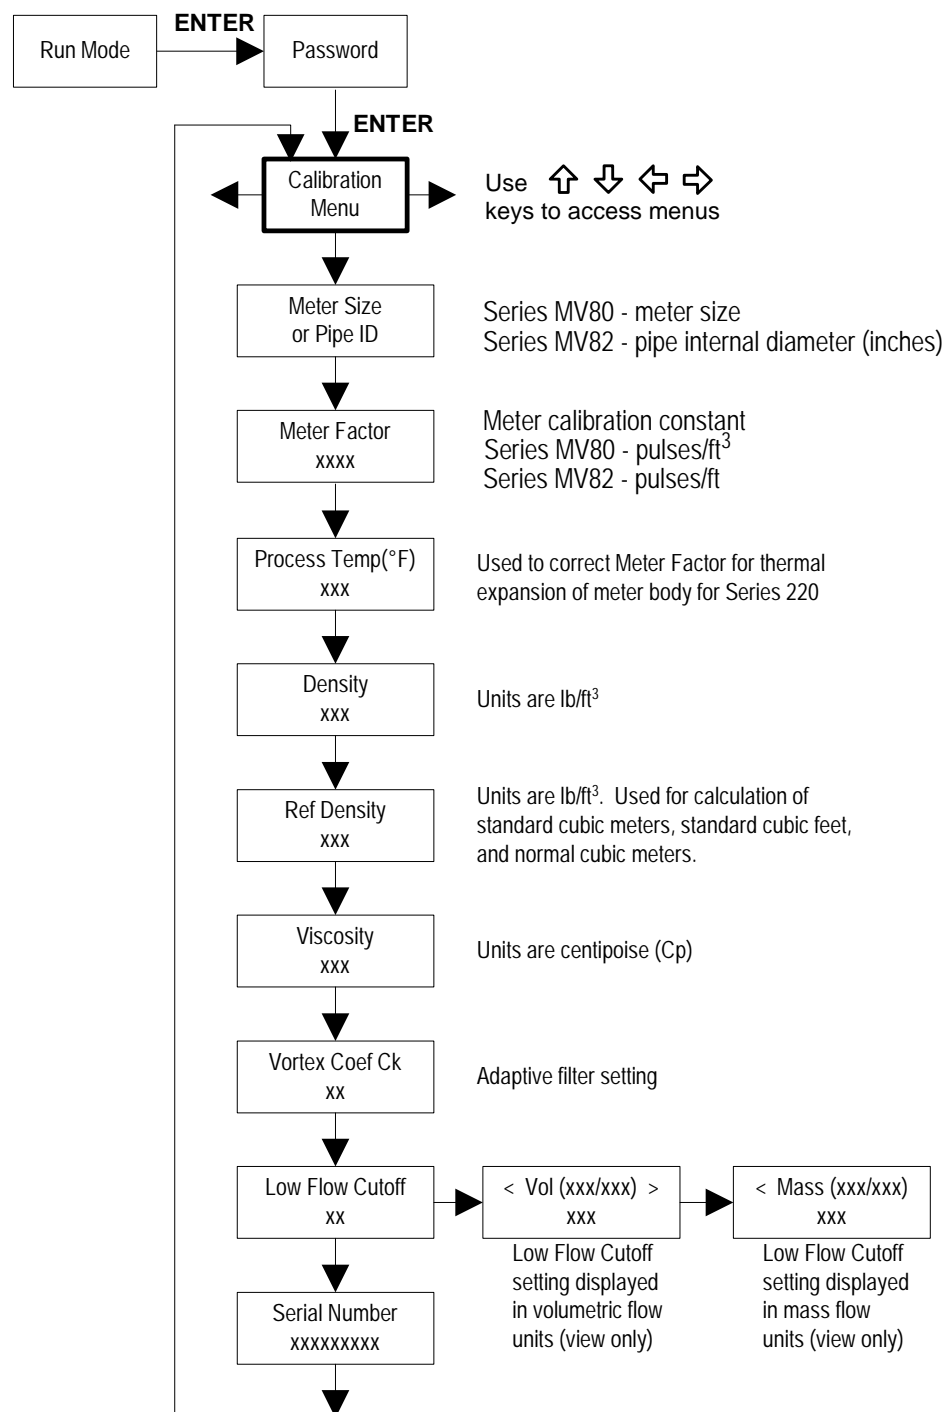 ENTER
Run Mode
Password
ENTER
Calibration
Menu
Use
keys to access menus
Meter Size
or Pipe ID
Series MV80 - meter size
Series MV82 - pipe internal diameter (inches)
Meter Factor
xxxx
Meter calibration constant
Series MV80 - pulses/ft³
Series MV82 - pulses/ft
Process Temp(°F)
xxx
Used to correct Meter Factor for thermal
expansion of meter body for Series 220
Density
xxx
Units are lb/ft³
Ref Density
xxx
Units are lb/ft³. Used for calculation of
standard cubic meters, standard cubic feet,
and normal cubic meters.
Viscosity
xxx
Units are centipoise (Cp)
Vortex Coef Ck
xx
Adaptive filter setting
Low Flow Cutoff
xx
< Vol (xxx/xxx) >
xxx
< Mass (xxx/xxx)
xxx
Low Flow Cutoff
setting displayed
in volumetric flow
units (view only)
Low Flow Cutoff
setting displayed
in mass flow
units (view only)
Serial Number
xxxxxxxxx